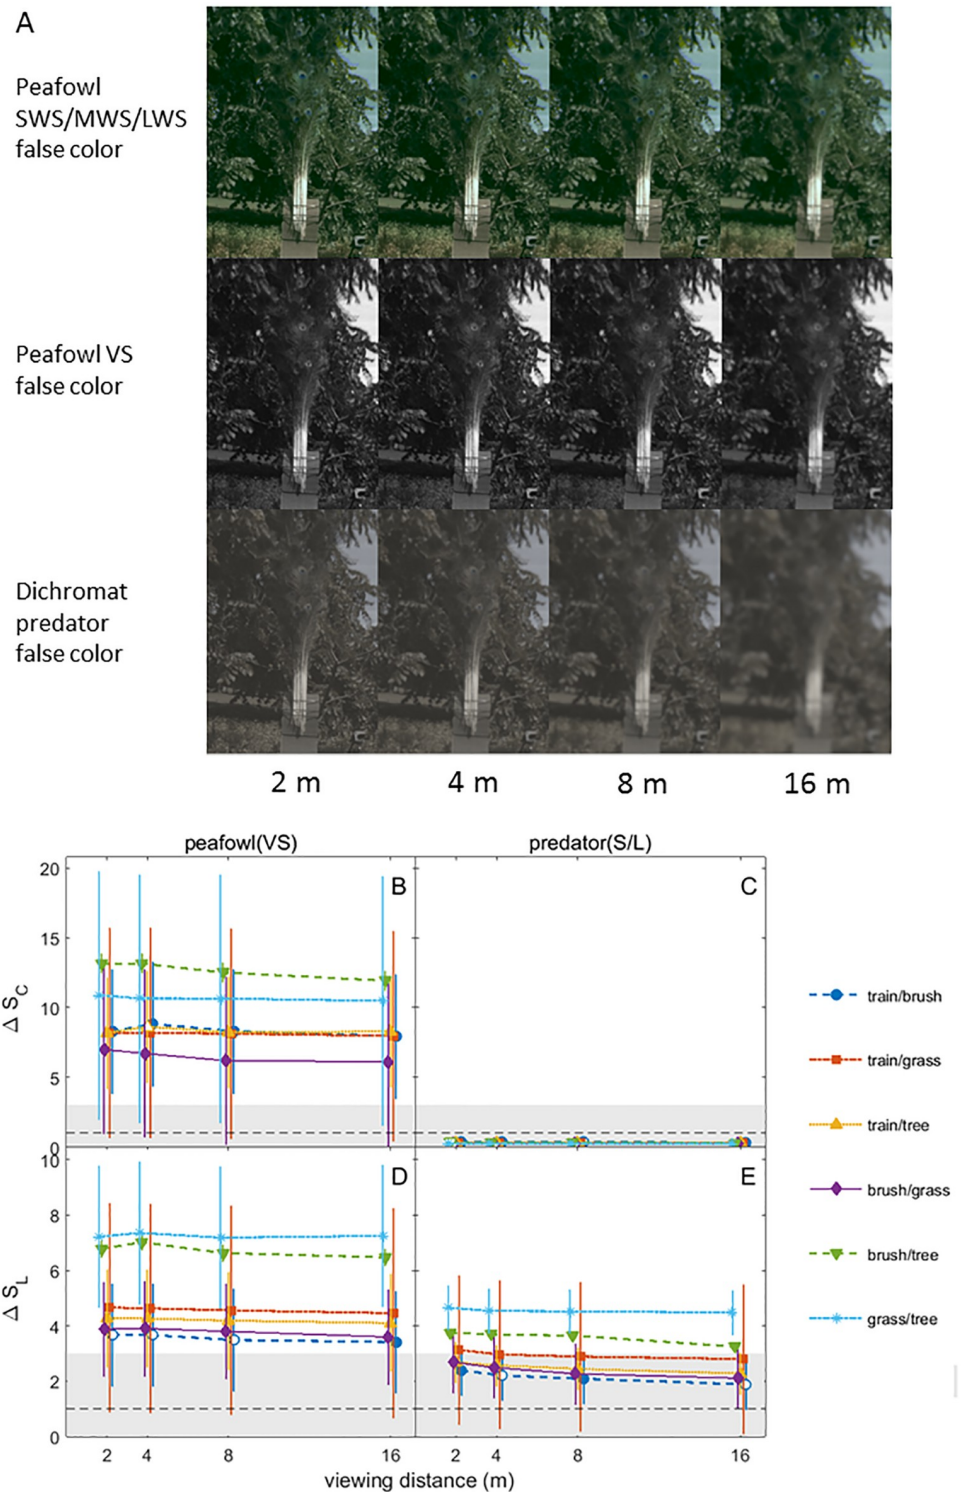 A
Peafowl
SWS/MWS/LWS
false color
Peafowl VS
false color
Dichromat
predator
false color
2 m
4 m
8 m
16 m
peafowl(VS)
predator(S/L)
B
C
Δ S_C
20
15
10
5
0
D
E
Δ S_L
10
8
6
4
2
0
2
4
8
16
2
4
8
16
viewing distance (m)
train/brush
train/grass
train/tree
brush/grass
brush/tree
grass/tree